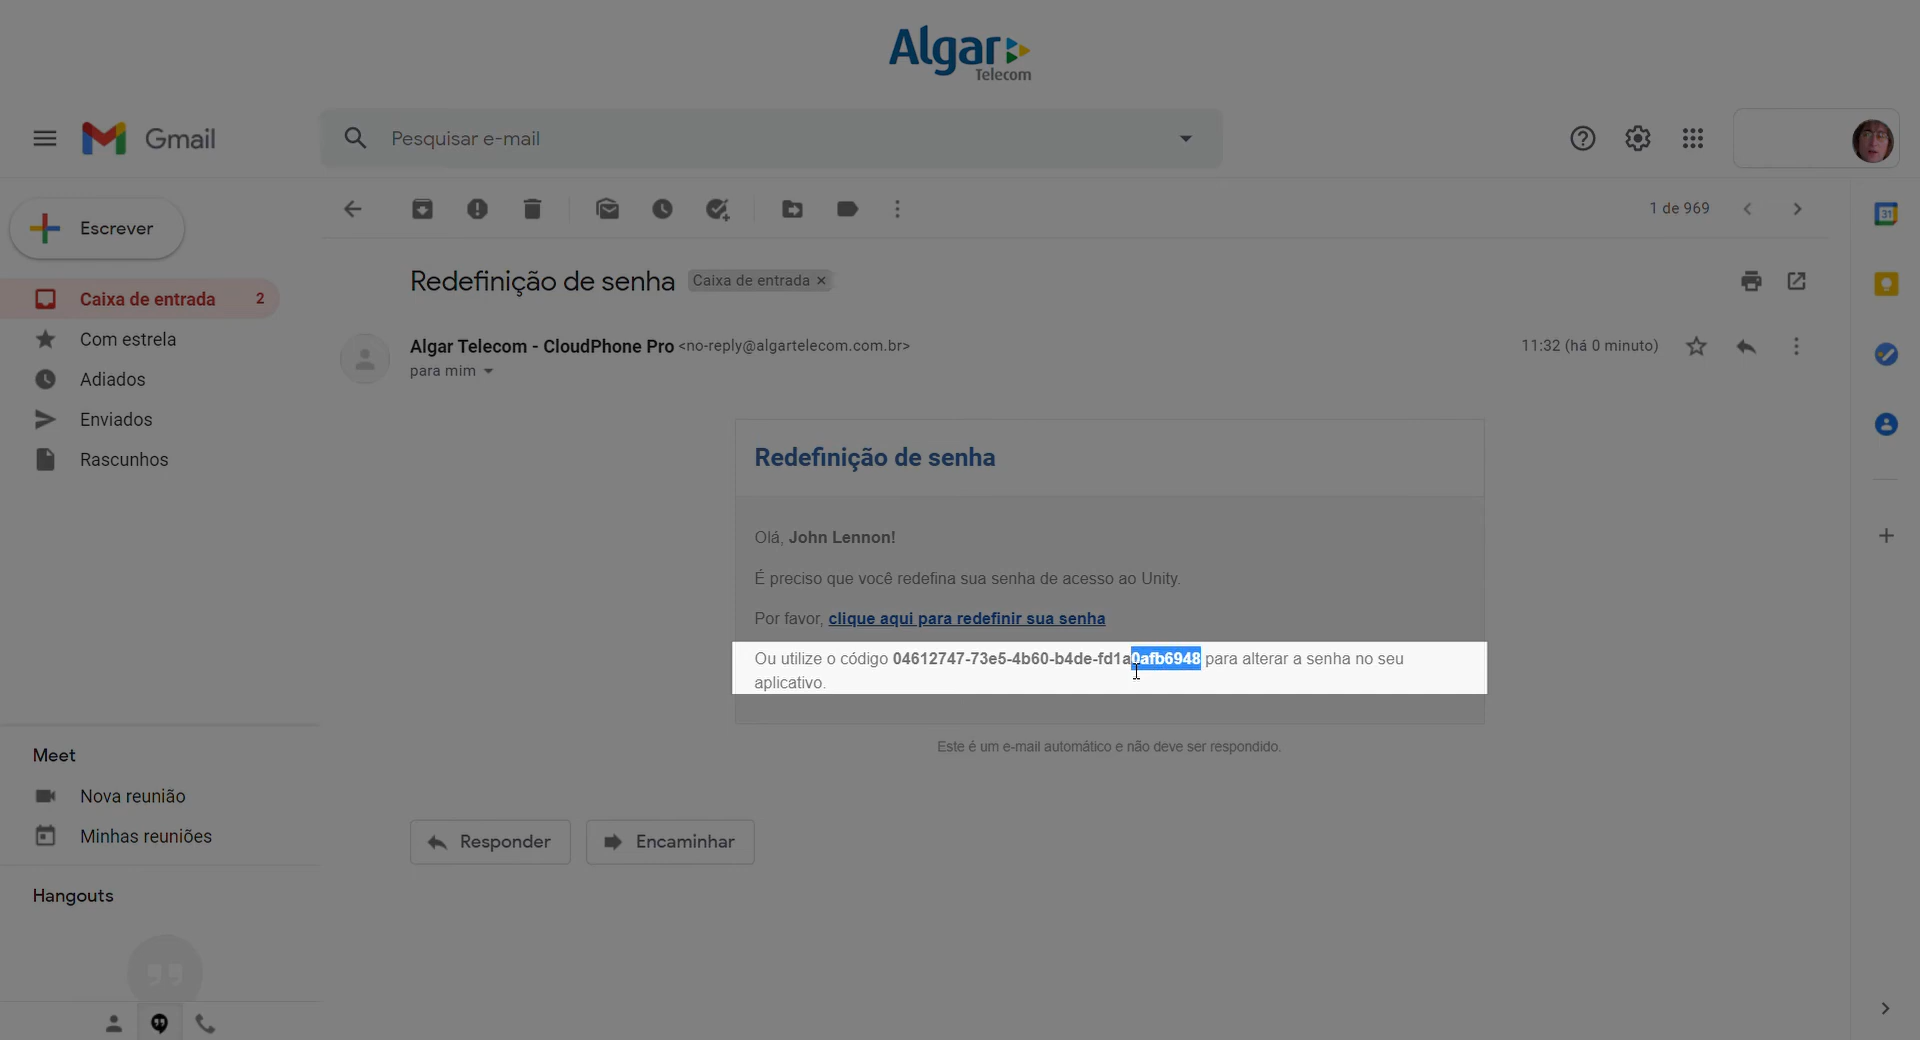 Algar
Telecom
Gmail
Pesquisar e-mail
Escrever
1 de 969
31
Caixa de entrada 2
Com estrela
Adiados
Enviados
Rascunhos
Redefinição de senha Caixa de entrada ×
Algar Telecom - CloudPhone Pro <no-reply@algartelecom.com.br>
11:32 (há 0 minuto)
para mim
Redefinição de senha
Olá, John Lennon!
É preciso que você redefina sua senha de acesso ao Unity.
Por favor, clique aqui para redefinir sua senha
Ou utilize o código 04612747-73e5-4b60-b4de-fd1a0afb6948 para alterar a senha no seu
aplicativo.
Este é um e-mail automático e não deve ser respondido.
Meet
Nova reunião
Minhas reuniões
Responder
Encaminhar
Hangouts